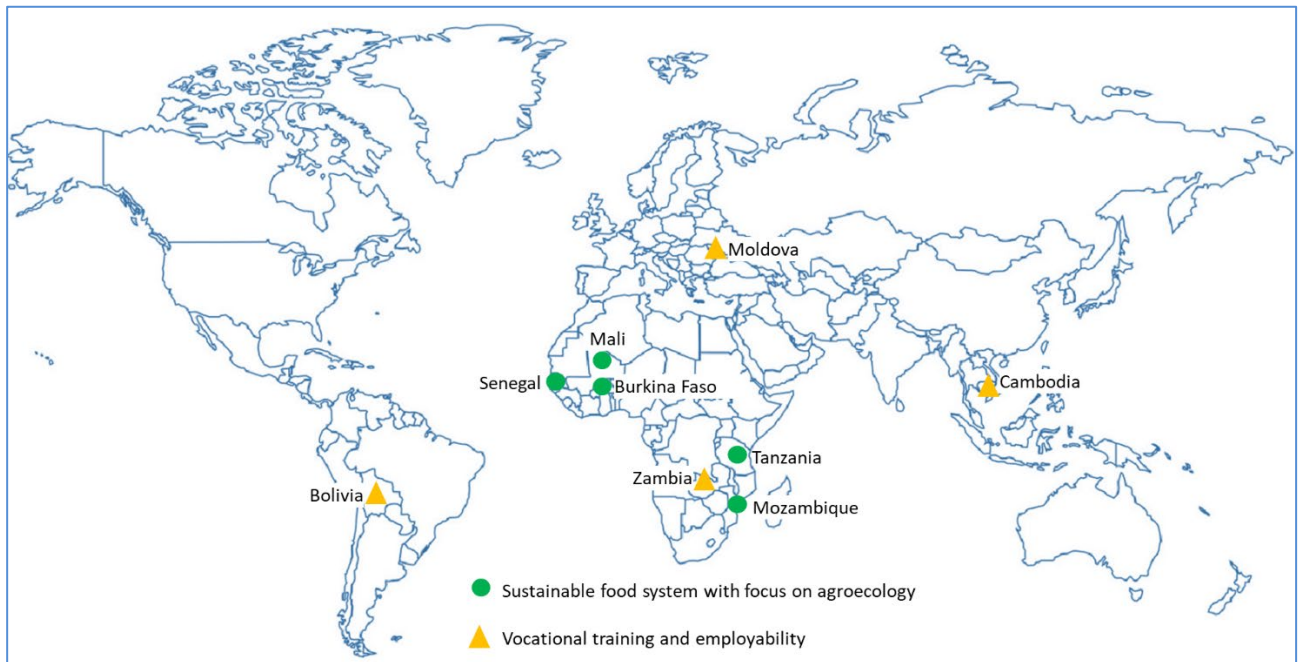 Moldova
Mali
Senegal
Burkina Faso
Cambodia
Tanzania
Zambia
Bolivia
Mozambique
Sustainable food system with focus on agroecology
Vocational training and employability